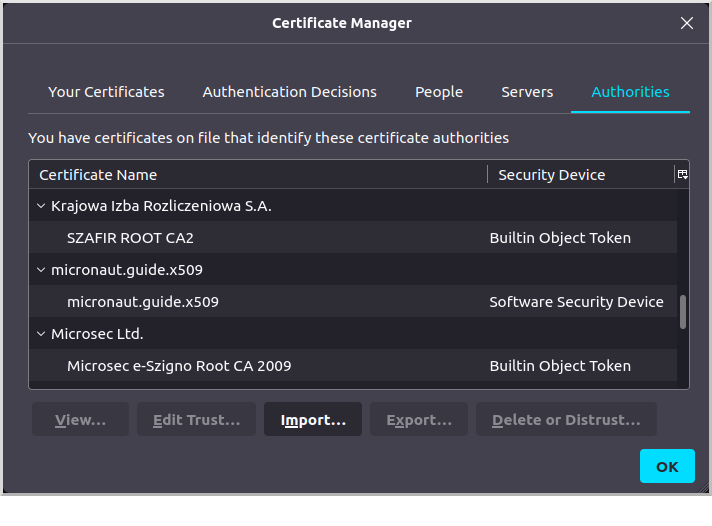 Certificate Manager
Your Certificates Authentication Decisions People Servers Authorities
You have certificates on file that identify these certificate authorities
Certificate Name Security Device
Krajowa Izba Rozliczeniowa S.A.
SZAFIR ROOT CA2 Builtin Object Token
micronaut.guide.x509
micronaut.guide.x509 Software Security Device
Microsec Ltd.
Microsec e-Szigno Root CA 2009 Builtin Object Token
View... Edit Trust... Import... Export... Delete or Distrust...
OK